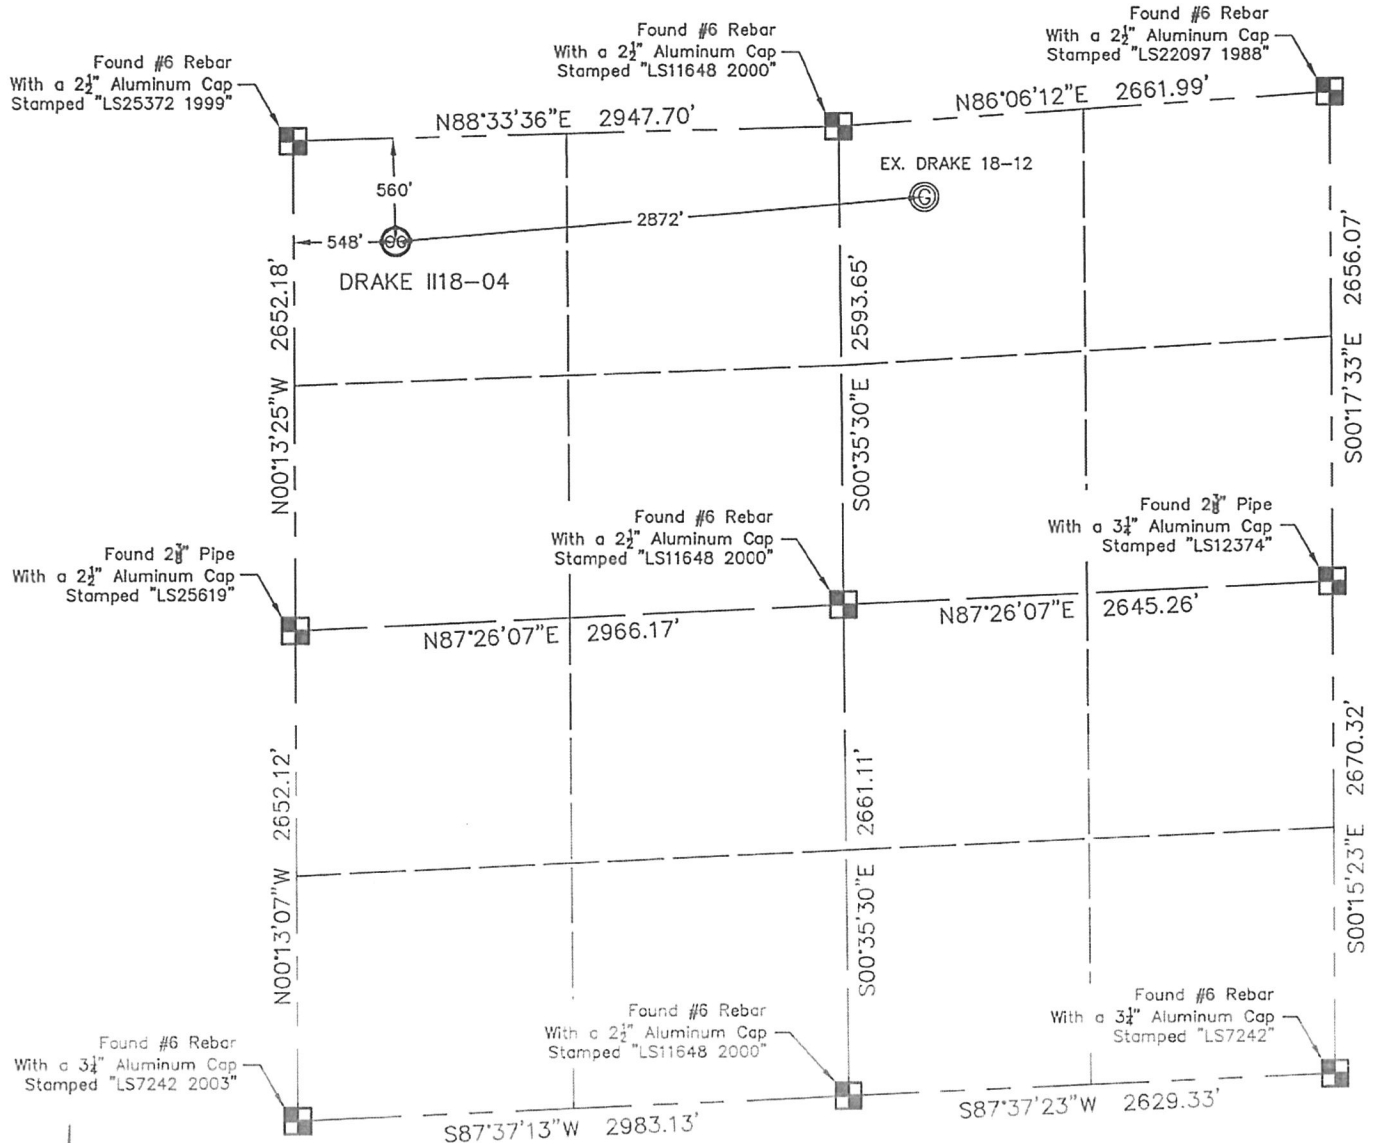 Found #6 Rebar
With a 2½" Aluminum Cap
Stamped "LS25372 1999"
Found #6 Rebar
With a 2½" Aluminum Cap
Stamped "LS11648 2000"
Found #6 Rebar
With a 2½" Aluminum Cap
Stamped "LS22097 1988"
N88°33'36"E 2947.70'
N86°06'12"E 2661.99'
EX. DRAKE 18-12
G
560'
2872'
548'
DRAKE II18-04
N00°13'25"W 2652.18'
S00°35'30"E 2593.65'
S00°17'33"E 2656.07'
Found 2⅜" Pipe
With a 2½" Aluminum Cap
Stamped "LS25619"
Found #6 Rebar
With a 2½" Aluminum Cap
Stamped "LS11648 2000"
Found 2⅜" Pipe
With a 3¼" Aluminum Cap
Stamped "LS12374"
N87°26'07"E 2966.17'
N87°26'07"E 2645.26'
N00°13'07"W 2652.12'
S00°35'30"E 2661.11'
S00°15'23"E 2670.32'
Found #6 Rebar
With a 3¼" Aluminum Cap
Stamped "LS7242 2003"
Found #6 Rebar
With a 2½" Aluminum Cap
Stamped "LS11648 2000"
Found #6 Rebar
With a 3¼" Aluminum Cap
Stamped "LS7242"
S87°37'13"W 2983.13'
S87°37'23"W 2629.33'